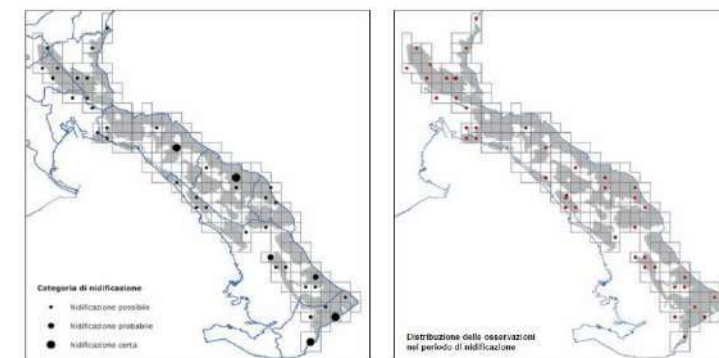 Categoria di nidificazione
Nidificazione possibile
Nidificazione probabile
Nidificazione certa
Distribuzione delle osservazioni
nel periodo di nidificazione